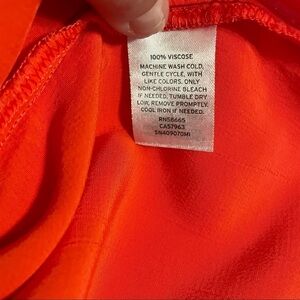 100% VISCOSE
MACHINE WASH COLD,
GENTLE CYCLE, WITH
LIKE COLORS. ONLY
NON-CHLORINE BLEACH
IF NEEDED. TUMBLE DRY
LOW, REMOVE PROMPTLY.
COOL IRON IF NEEDED.
RN58665
CA57963
SN409070MI